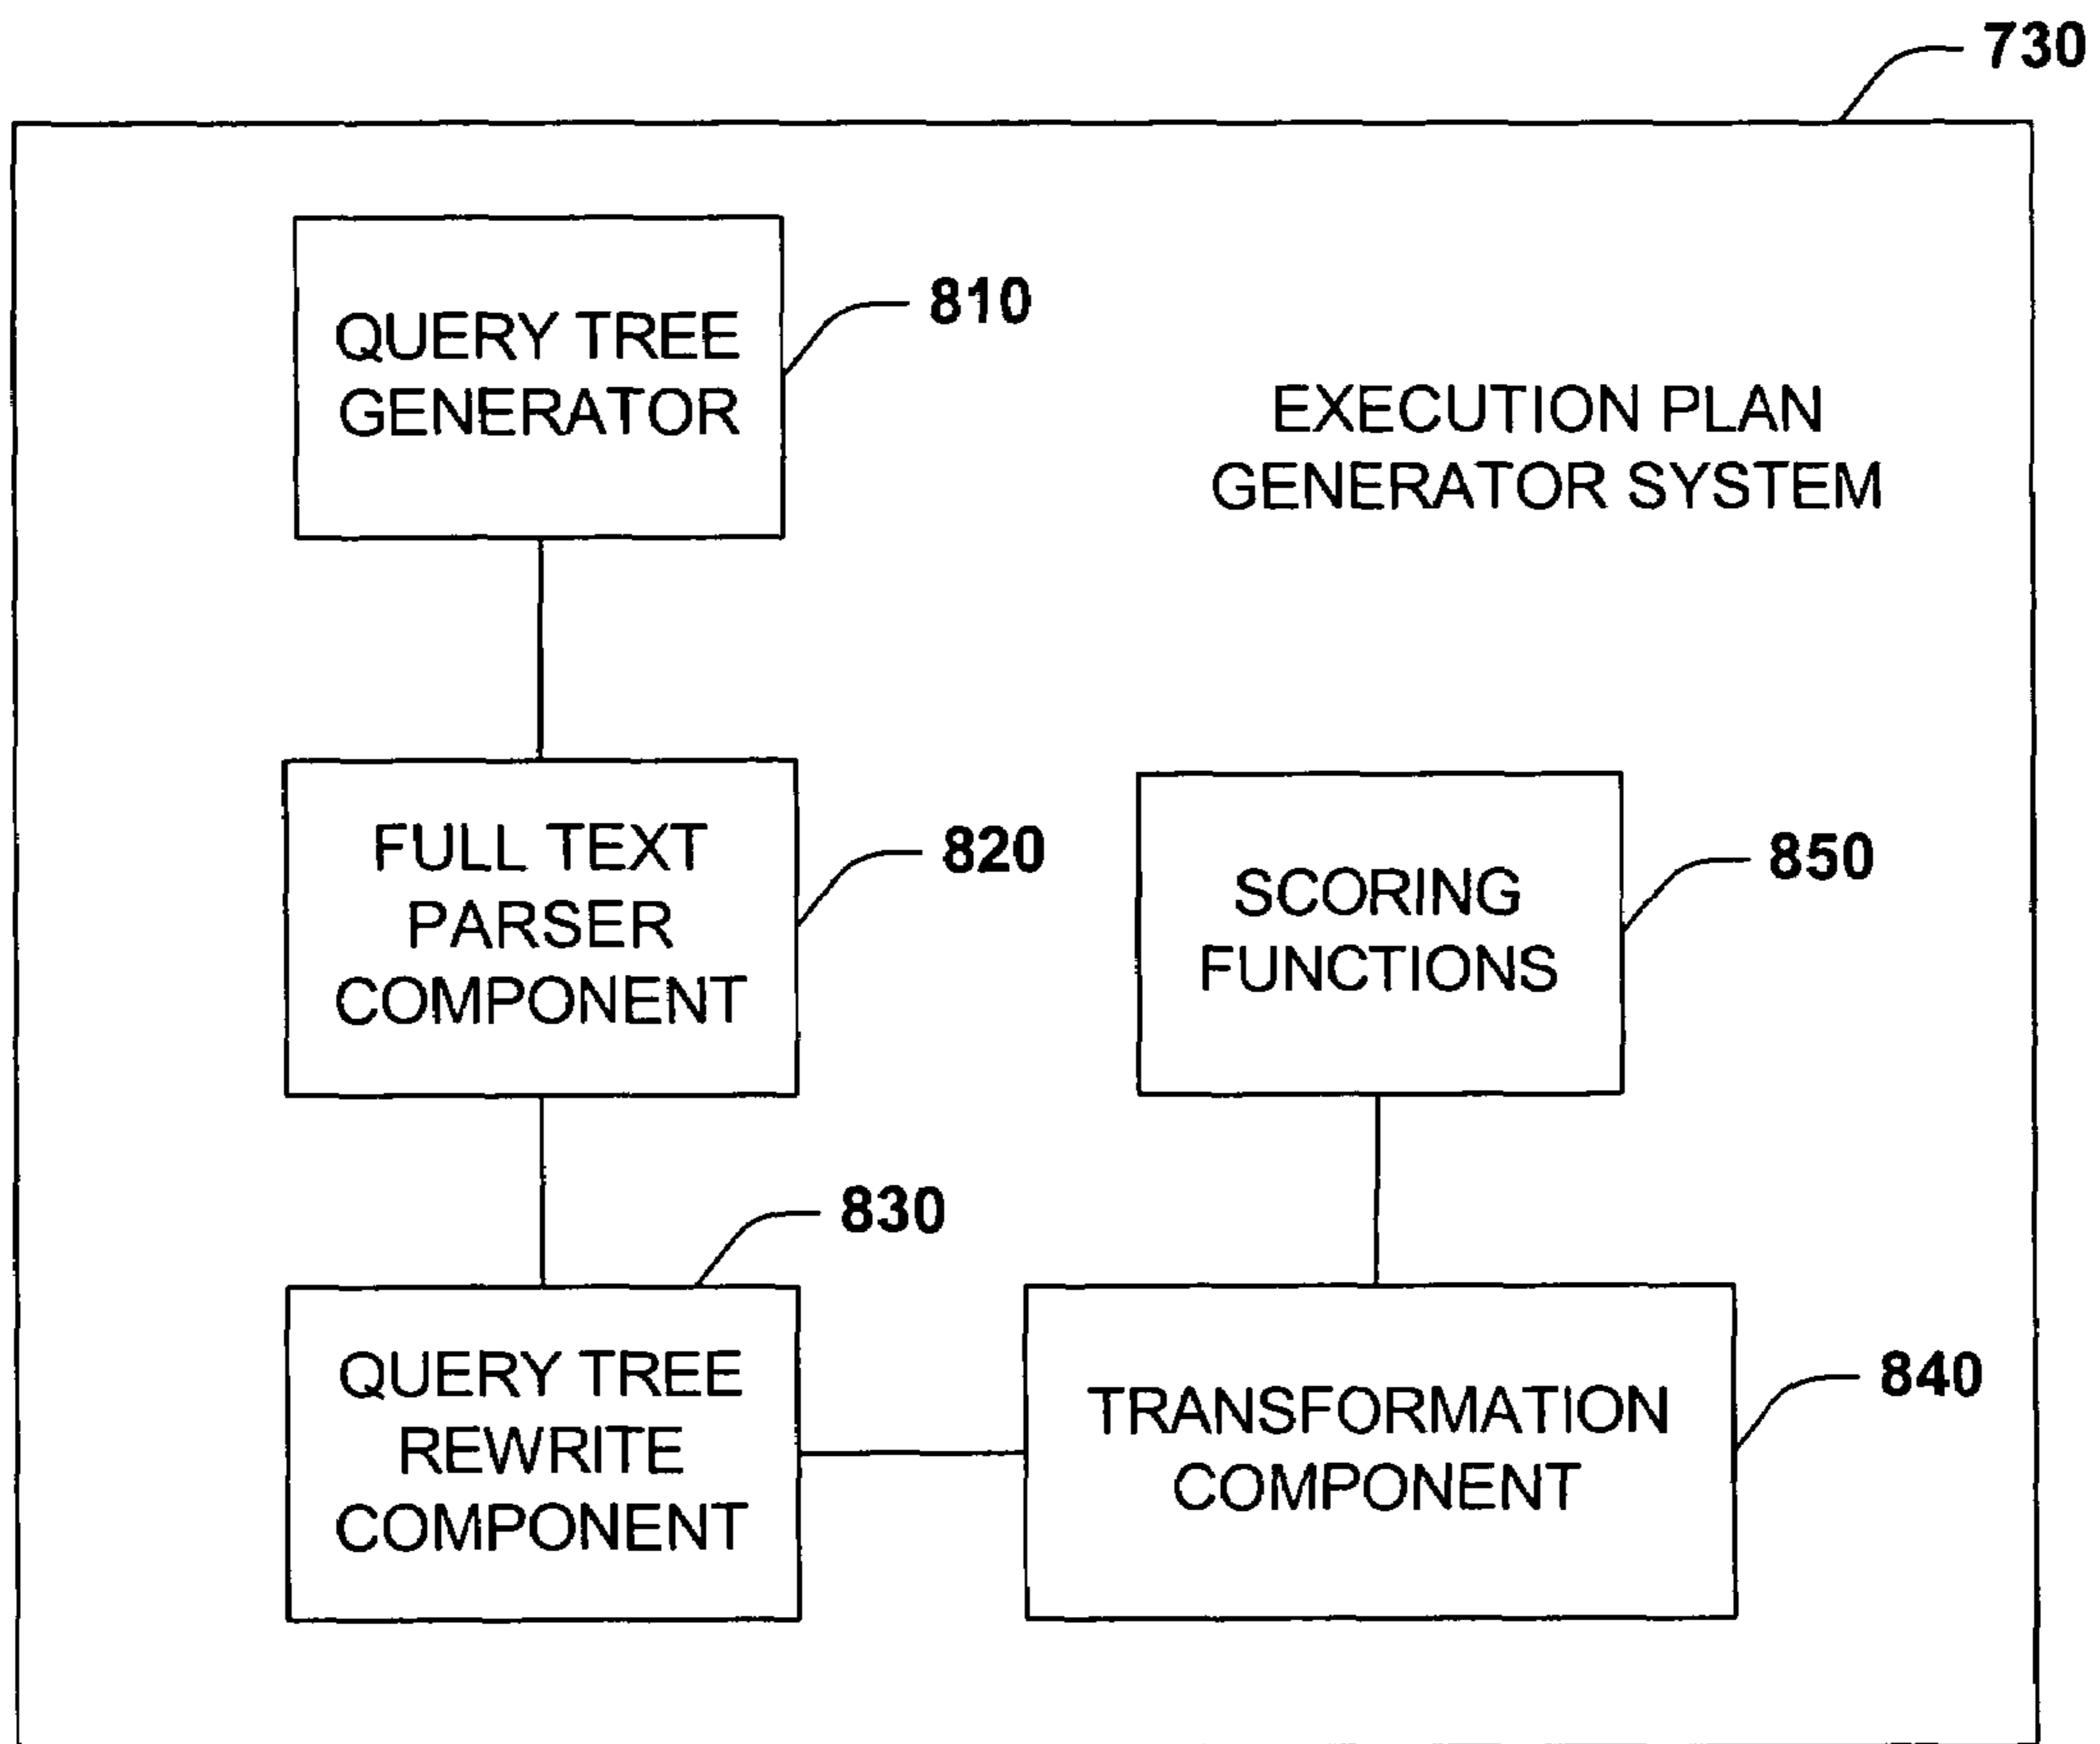 730
QUERY TREE
GENERATOR
810
EXECUTION PLAN
GENERATOR SYSTEM
FULL TEXT
PARSER
COMPONENT
820
SCORING
FUNCTIONS
850
830
QUERY TREE
REWRITE
COMPONENT
TRANSFORMATION
COMPONENT
840